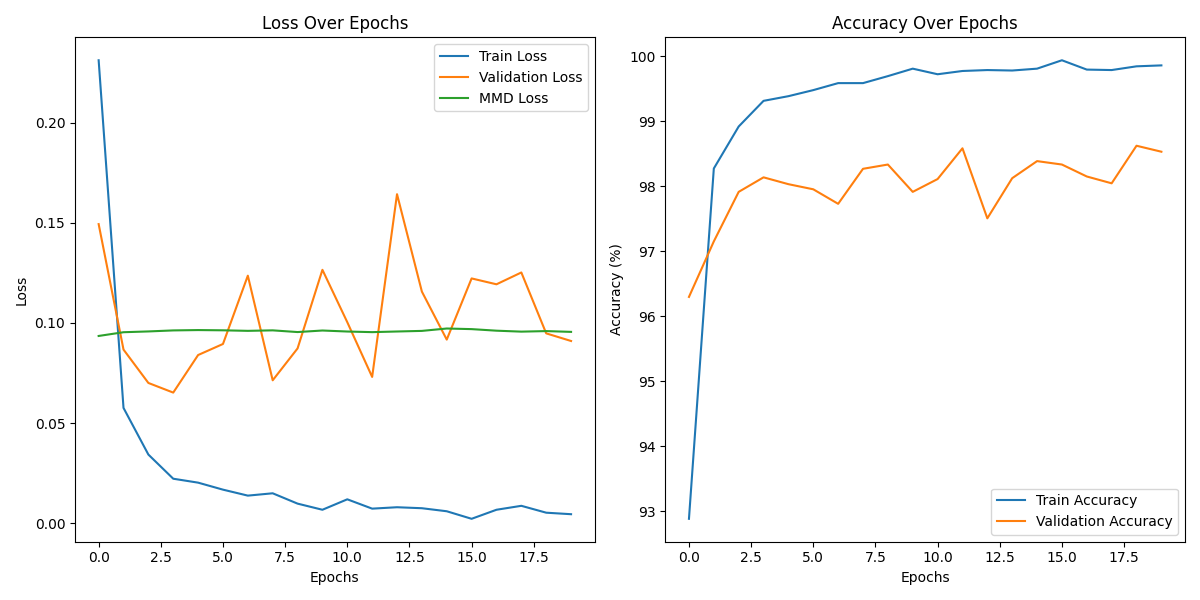 Loss Over Epochs
Train Loss
Validation Loss
MMD Loss
0.20
0.15
0.10
0.05
0.00
Loss
0.0 2.5 5.0 7.5 10.0 12.5 15.0 17.5
Epochs
Accuracy Over Epochs
100
99
98
97
96
95
94
93
Accuracy (%)
Train Accuracy
Validation Accuracy
0.0 2.5 5.0 7.5 10.0 12.5 15.0 17.5
Epochs